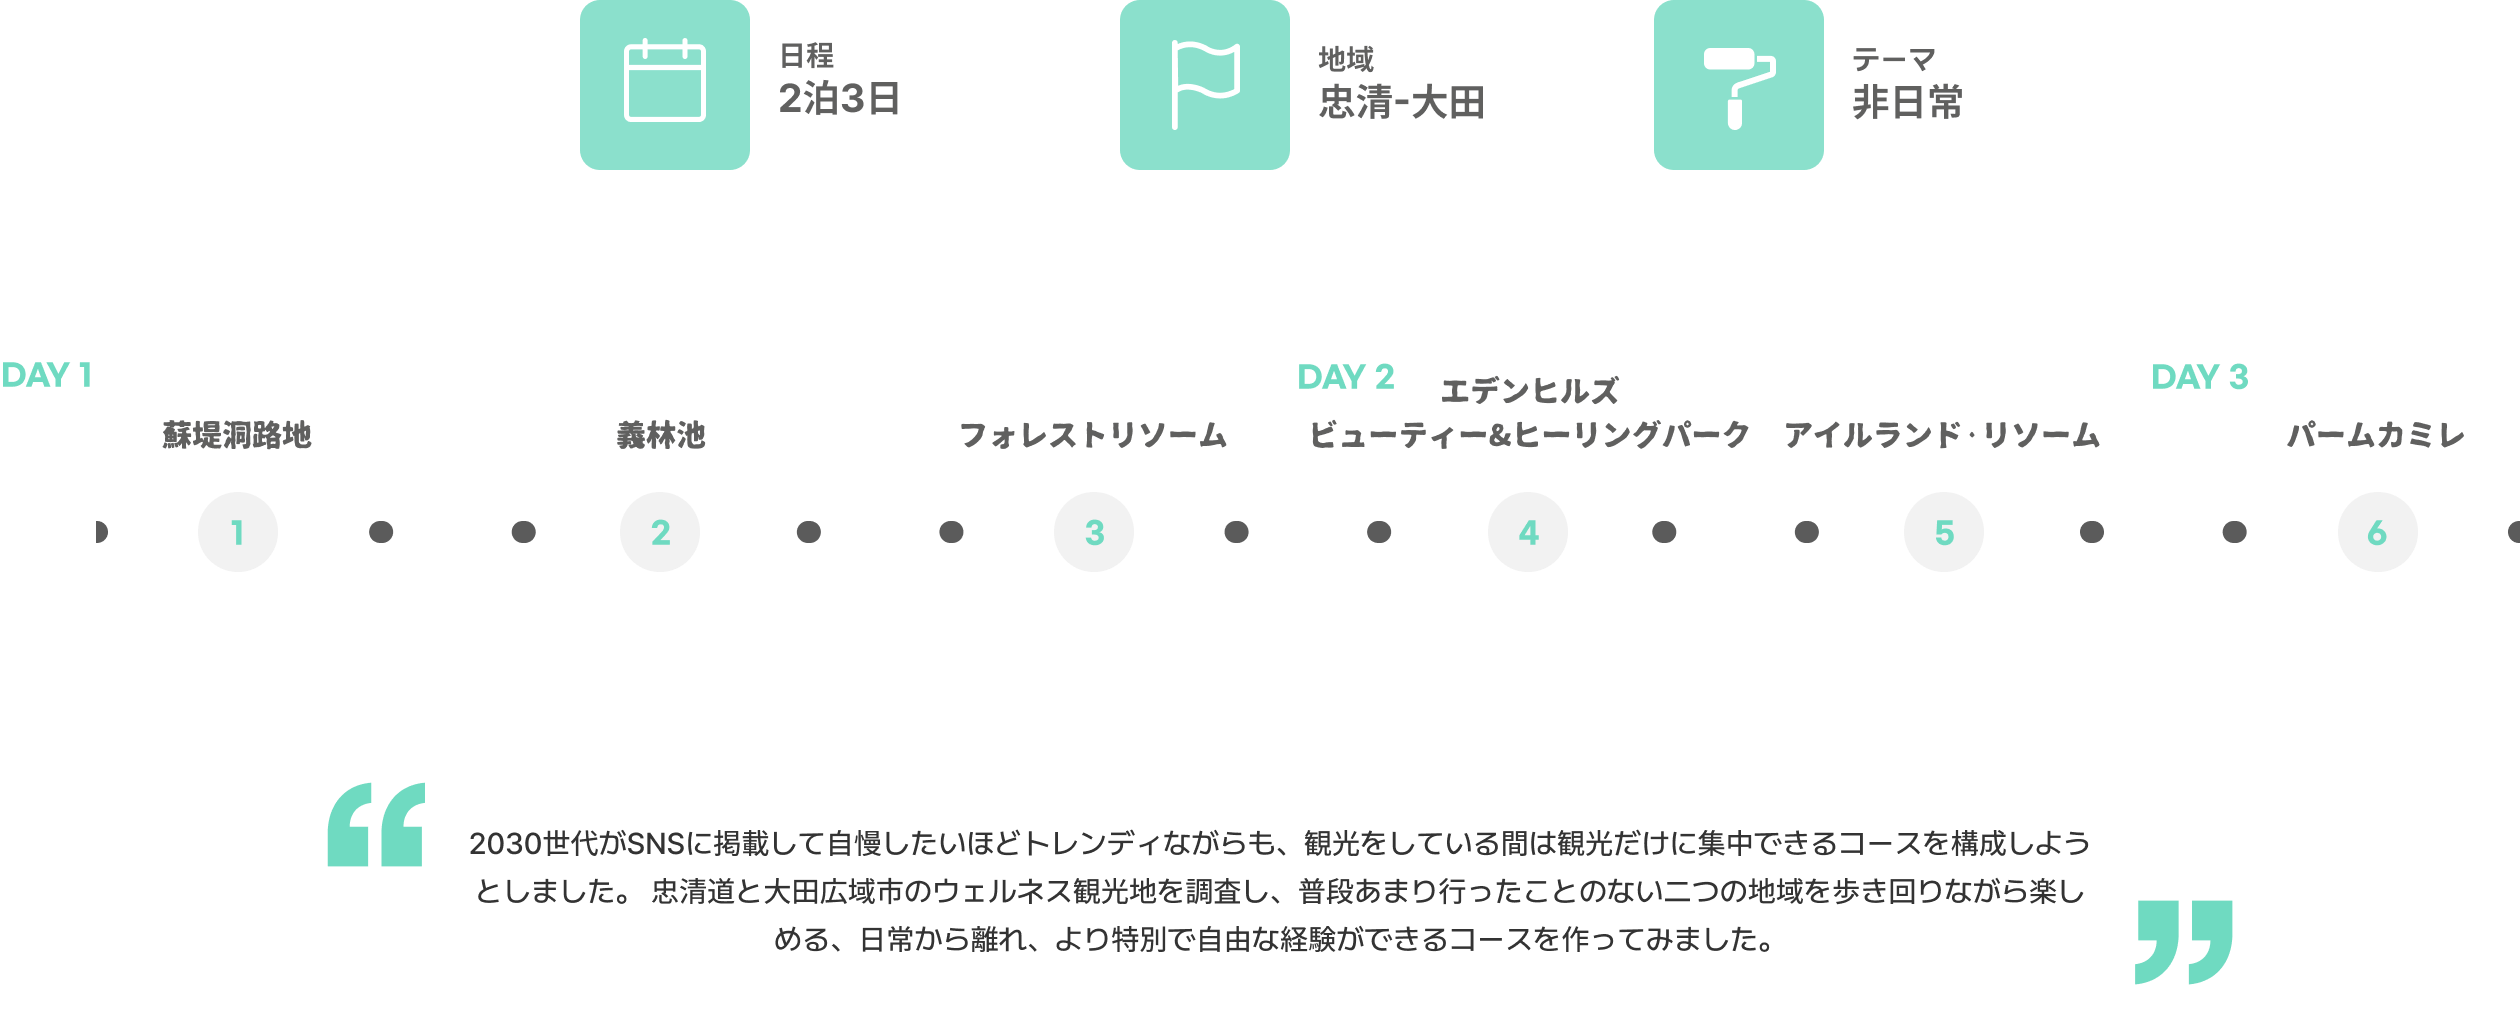 日程
2泊3日
地域
忠清-大田
テーマ
非日常
DAY 1
DAY 2
DAY 3
エデンヒルズ
蘇堤洞路地
義林池
フォレストリソーム
ビューティー&ヒーリングパーク
アイルランド・リソーム
パームカミレ
1
2
3
4
5
6
2030世代がSNSに掲載して自慢したいほどトレンディながらも、観光をしている間は観光だけに集中できるコースを構成しよう
としました。忠清道と大田広域市のウェルネス観光地を調査し、普段あまり行ったことのない二つの地域を歩き回りながら楽し
める、日常から離れ、より特別で自由な経験ができるコースを作ってみました。